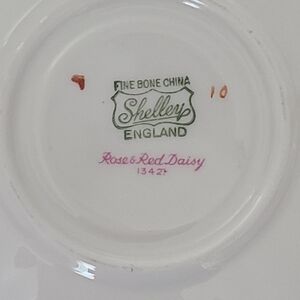 FINE BONE CHINA
Shelley
ENGLAND
10
Rose & Red Daisy
13427